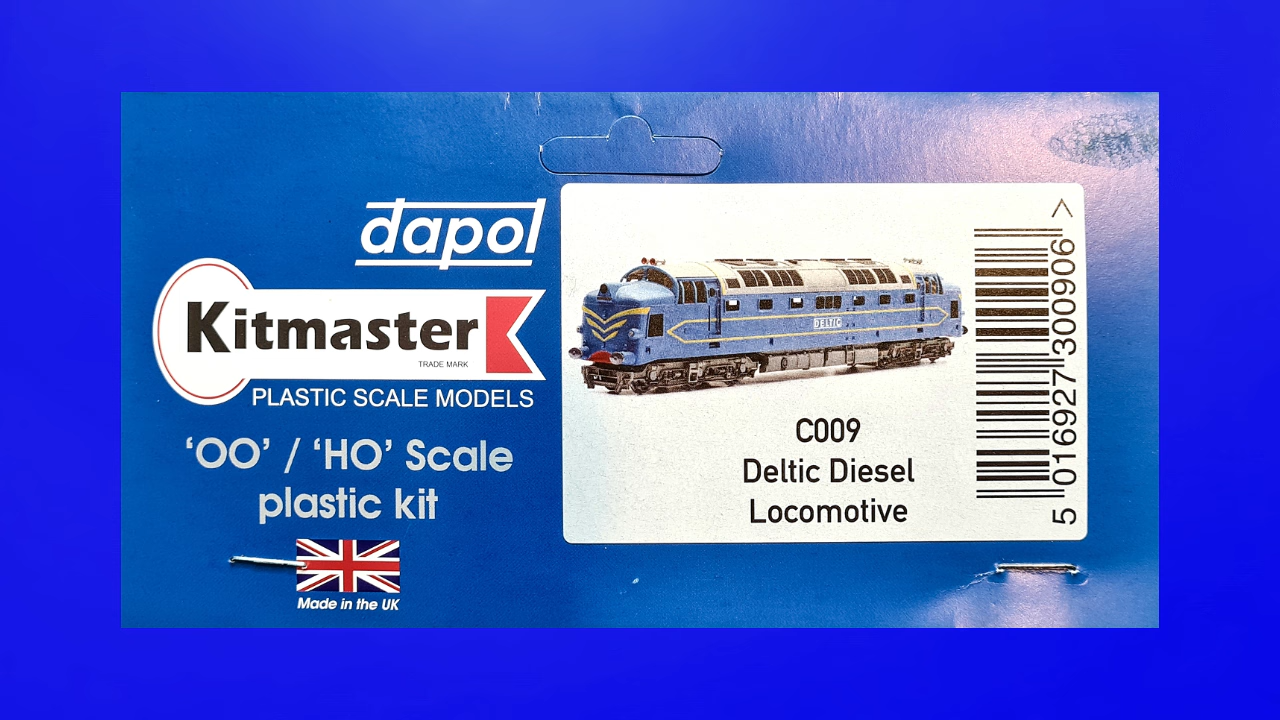 dapol
Kitmaster
TRADE MARK
PLASTIC SCALE MODELS
‘OO’ / ‘HO’ Scale
plastic kit
Made in the UK
DELTIC
C009
Deltic Diesel
Locomotive
5 016927 300906 >